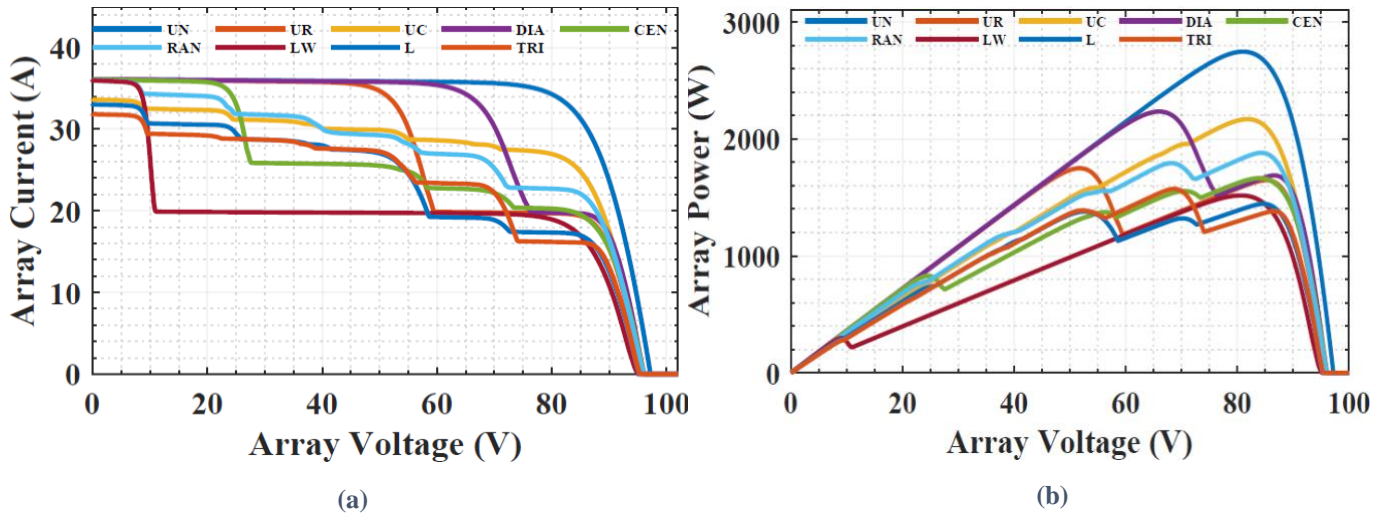 UN UR UC DIA CEN
RAN LW L TRI
40
30
20
10
0
0 20 40 60 80 100
Array Current (A)
Array Voltage (V)
(a)
UN UR UC DIA CEN
RAN LW L TRI
3000
2000
1000
0
0 20 40 60 80 100
Array Power (W)
Array Voltage (V)
(b)